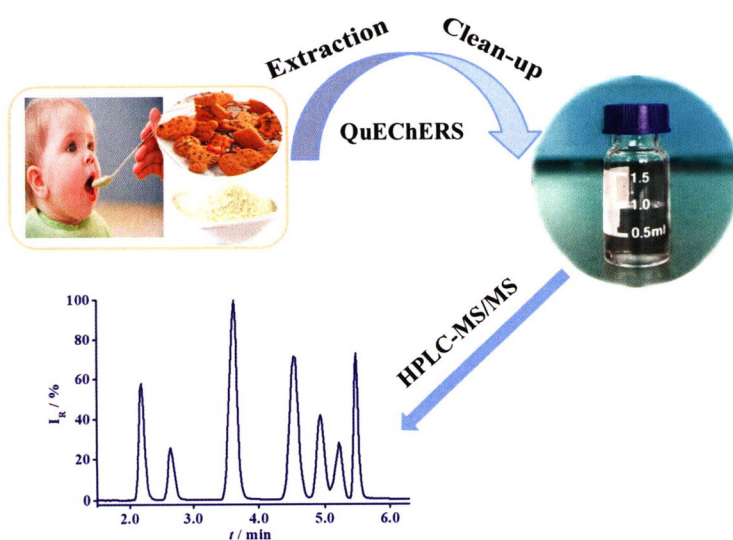 Extraction
Clean-up
QuEChERS
1.5
1.0
0.5ml
HPLC-MS/MS
100
80
60
40
20
0
I_R / %
2.0 3.0 4.0 5.0 6.0
t / min